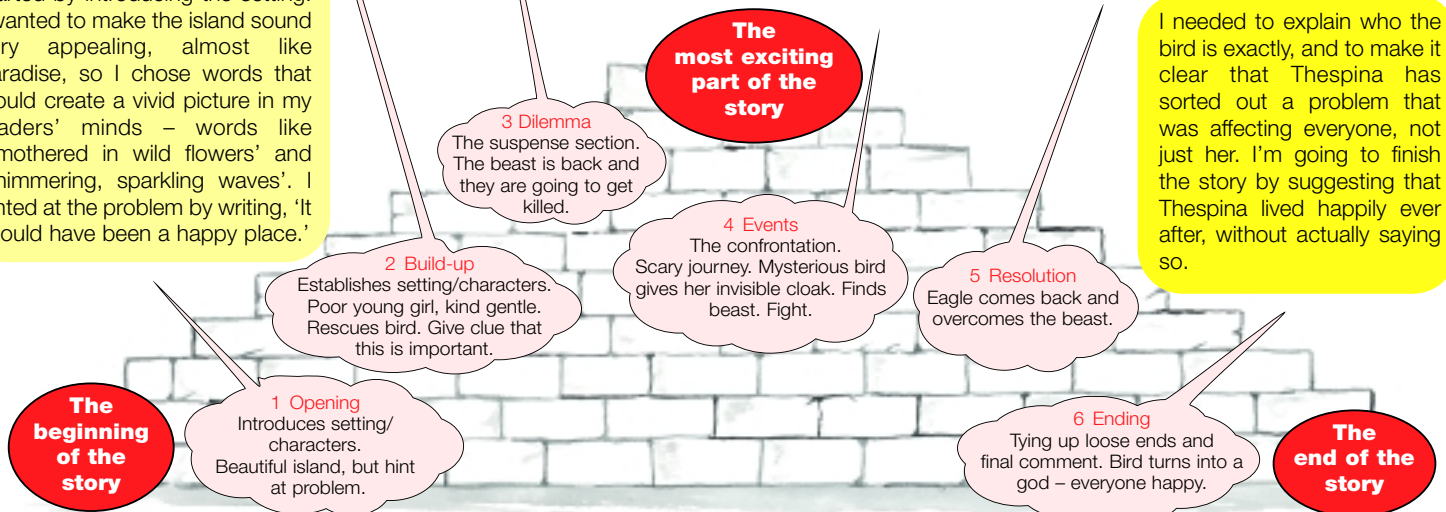 arted by introducing the setting.
wanted to make the island sound
ry appealing, almost like
aradise, so I chose words that
ould create a vivid picture in my
aders' minds – words like
mothered in wild flowers' and
himmering, sparkling waves'. I
nted at the problem by writing, 'It
ould have been a happy place.'
The
beginning
of the
story
1 Opening
Introduces setting/
characters.
Beautiful island, but hint
at problem.
2 Build-up
Establishes setting/characters.
Poor young girl, kind gentle.
Rescues bird. Give clue that
this is important.
3 Dilemma
The suspense section.
The beast is back and
they are going to get
killed.
The
most exciting
part of the
story
4 Events
The confrontation.
Scary journey. Mysterious bird
gives her invisible cloak. Finds
beast. Fight.
5 Resolution
Eagle comes back and
overcomes the beast.
6 Ending
Tying up loose ends and
final comment. Bird turns into a
god – everyone happy.
The
end of the
story
I needed to explain who the
bird is exactly, and to make it
clear that Thespina has
sorted out a problem that
was affecting everyone, not
just her. I'm going to finish
the story by suggesting that
Thespina lived happily ever
after, without actually saying
so.